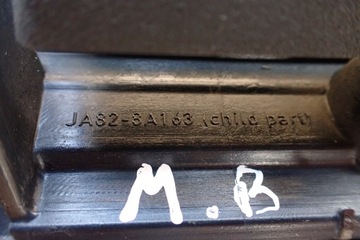 JA82-8A163 (child part)
M.B